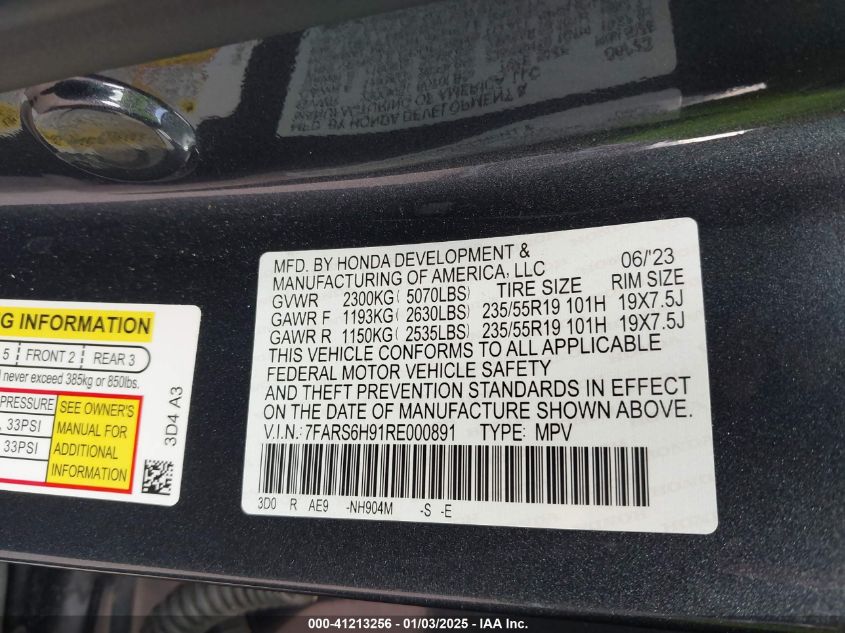 MFD. BY HONDA DEVELOPMENT & 06/'23
MANUFACTURING OF AMERICA, LLC
GVWR 2300KG( 5070LBS) TIRE SIZE RIM SIZE
GAWR F 1193KG( 2630LBS) 235/55R19 101H 19X7.5J
GAWR R 1150KG( 2535LBS) 235/55R19 101H 19X7.5J
THIS VEHICLE CONFORMS TO ALL APPLICABLE
FEDERAL MOTOR VEHICLE SAFETY
AND THEFT PREVENTION STANDARDS IN EFFECT
ON THE DATE OF MANUFACTURE SHOWN ABOVE.
V.I.N.: 7FARS6H91RE000891 TYPE: MPV
3D0 R AE9 -NH904M -S -E
NG INFORMATION
5 FRONT 2 REAR 3
never exceed 385kg or 850lbs.
PRESSURE
, 33PSI
33PSI
SEE OWNER'S
MANUAL FOR
ADDITIONAL
INFORMATION
3D4 A3
000-41213256 - 01/03/2025 - IAA Inc.